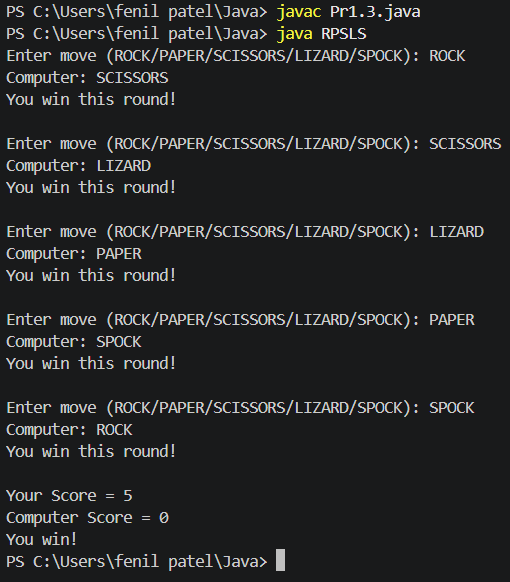 PS C:\Users\fenil patel\Java> javac Pr1.3.java
PS C:\Users\fenil patel\Java> java RPSLS
Enter move (ROCK/PAPER/SCISSORS/LIZARD/SPOCK): ROCK
Computer: SCISSORS
You win this round!

Enter move (ROCK/PAPER/SCISSORS/LIZARD/SPOCK): SCISSORS
Computer: LIZARD
You win this round!

Enter move (ROCK/PAPER/SCISSORS/LIZARD/SPOCK): LIZARD
Computer: PAPER
You win this round!

Enter move (ROCK/PAPER/SCISSORS/LIZARD/SPOCK): PAPER
Computer: SPOCK
You win this round!

Enter move (ROCK/PAPER/SCISSORS/LIZARD/SPOCK): SPOCK
Computer: ROCK
You win this round!

Your Score = 5
Computer Score = 0
You win!
PS C:\Users\fenil patel\Java>